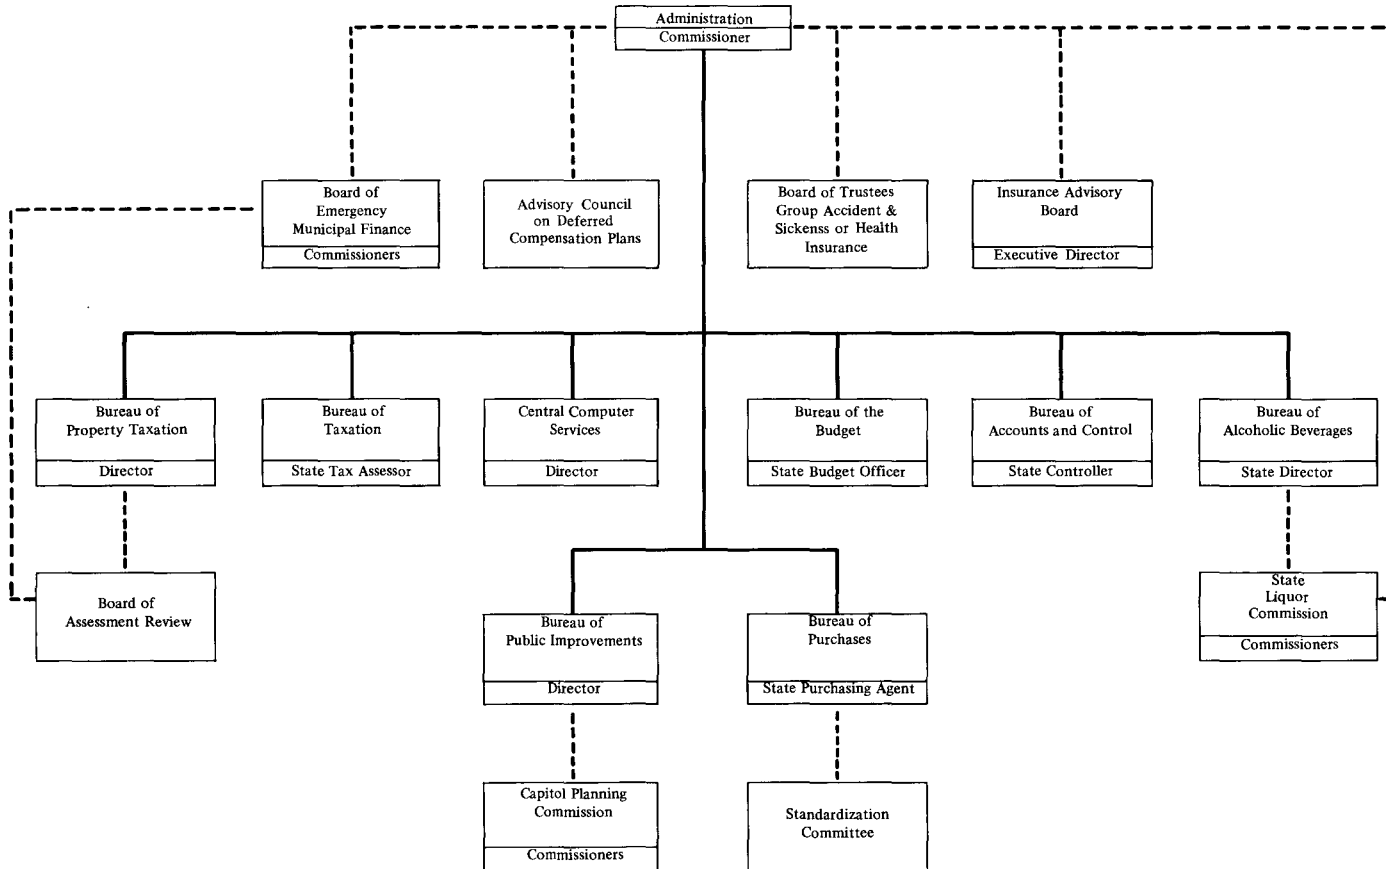 Administration
Commissioner
Board of
Emergency
Municipal Finance
Commissioners
Advisory Council
on Deferred
Compensation Plans
Board of Trustees
Group Accident &
Sickenss or Health
Insurance
Insurance Advisory
Board
Executive Director
Bureau of
Property Taxation
Director
Bureau of
Taxation
State Tax Assessor
Central Computer
Services
Director
Bureau of the
Budget
State Budget Officer
Bureau of
Accounts and Control
State Controller
Bureau of
Alcoholic Beverages
State Director
Board of
Assessment Review
Bureau of
Public Improvements
Director
Bureau of
Purchases
State Purchasing Agent
State
Liquor
Commission
Commissioners
Capitol Planning
Commission
Commissioners
Standardization
Committee